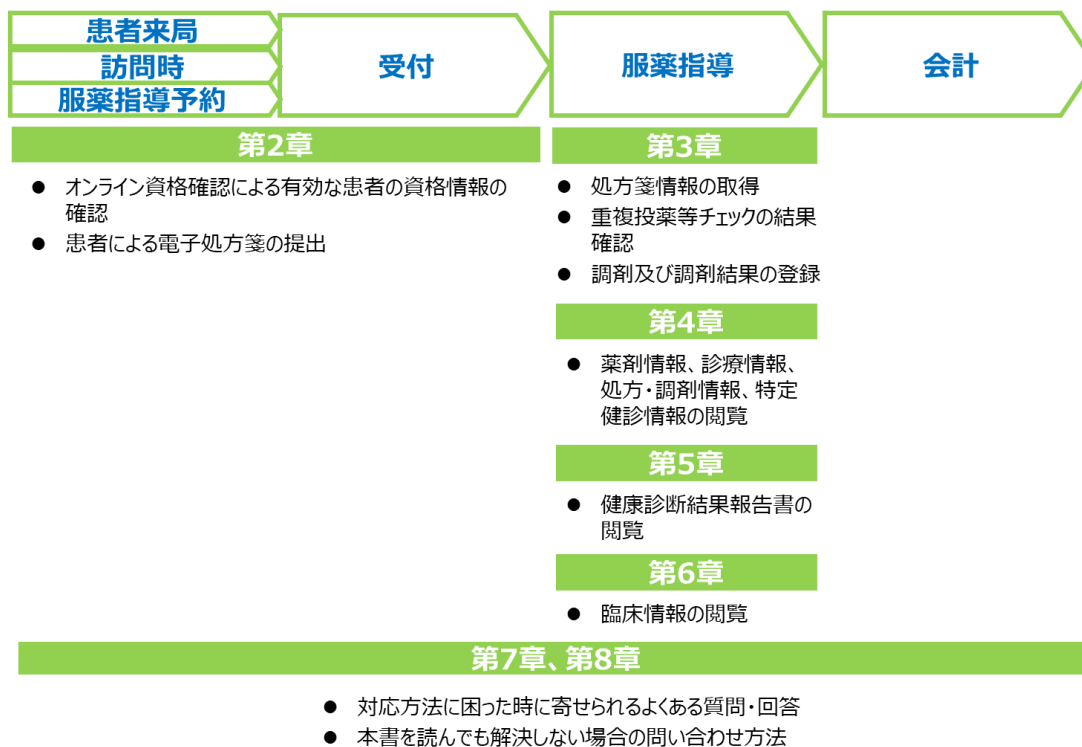 患者来局
訪問時
服薬指導予約
受付
服薬指導
会計
第2章
● オンライン資格確認による有効な患者の資格情報の
確認
● 患者による電子処方箋の提出
第3章
● 処方箋情報の取得
● 重複投薬等チェックの結果
確認
● 調剤及び調剤結果の登録
第4章
● 薬剤情報、診療情報、
処方・調剤情報、特定
健診情報の閲覧
第5章
● 健康診断結果報告書の
閲覧
第6章
● 臨床情報の閲覧
第7章、第8章
● 対応方法に困った時に寄せられるよくある質問・回答
● 本書を読んでも解決しない場合の問い合わせ方法